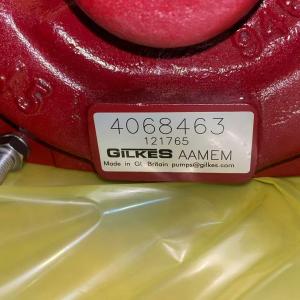 4068463
121765
GILKES AAMEM
Made in Gt. Britain pumps@gilkes.com